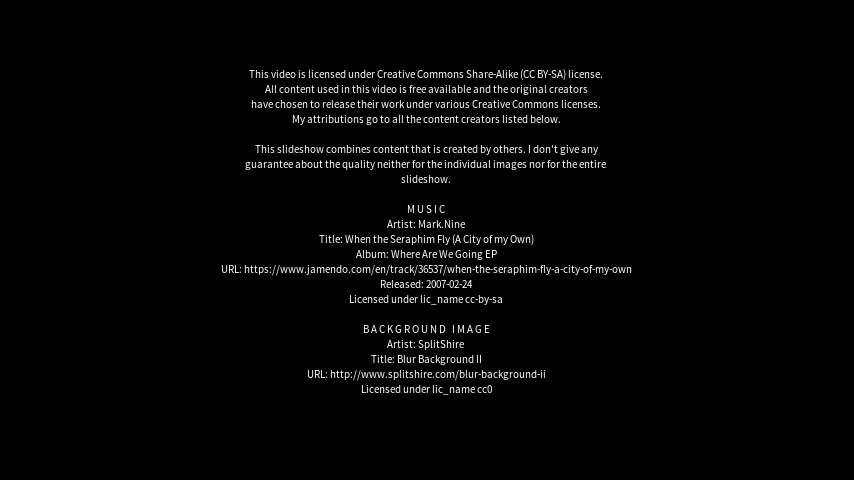 This video is licensed under Creative Commons Share-Alike (CC BY-SA) license.
All content used in this video is free available and the original creators
have chosen to release their work under various Creative Commons licenses.
My attributions go to all the content creators listed below.
This slideshow combines content that is created by others. I don't give any
guarantee about the quality neither for the individual images nor for the entire
slideshow.
MUSIC
Artist: Mark.Nine
Title: When the Seraphim Fly (A City of my Own)
Album: Where Are We Going EP
URL: https://www.jamendo.com/en/track/36537/when-the-seraphim-fly-a-city-of-my-own
Released: 2007-02-24
Licensed under lic_name cc-by-sa
BACKGROUND IMAGE
Artist: SplitShire
Title: Blur Background II
URL: http://www.splitshire.com/blur-background-ii
Licensed under lic_name cc0